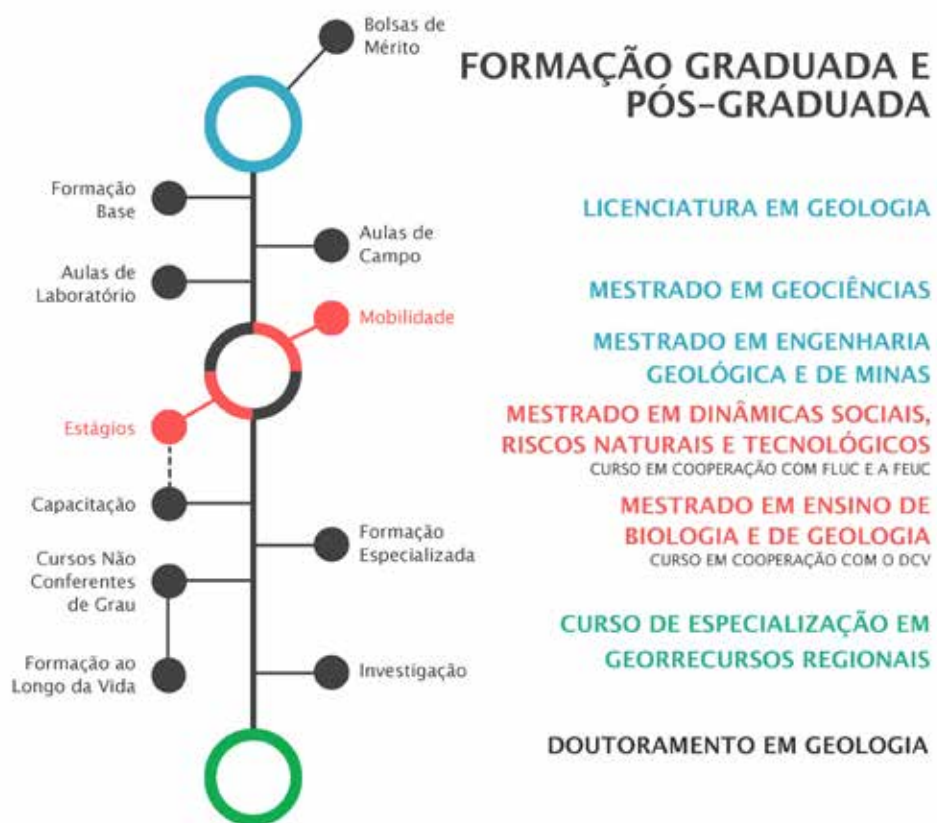 Bolsas de
Mérito
FORMAÇÃO GRADUADA E
PÓS-GRADUADA
Formação
Base
Aulas de
Campo
Aulas de
Laboratório
Mobilidade
Estágios
Capacitação
Formação
Especializada
Cursos Não
Conferentes
de Grau
Formação ao
Longo da Vida
Investigação
LICENCIATURA EM GEOLOGIA
MESTRADO EM GEOCIÊNCIAS
MESTRADO EM ENGENHARIA
GEOLÓGICA E DE MINAS
MESTRADO EM DINÂMICAS SOCIAIS,
RISCOS NATURAIS E TECNOLÓGICOS
CURSO EM COOPERAÇÃO COM FLUC E A FEUC
MESTRADO EM ENSINO DE
BIOLOGIA E DE GEOLOGIA
CURSO EM COOPERAÇÃO COM O DCV
CURSO DE ESPECIALIZAÇÃO EM
GEORRECURSOS REGIONAIS
DOUTORAMENTO EM GEOLOGIA